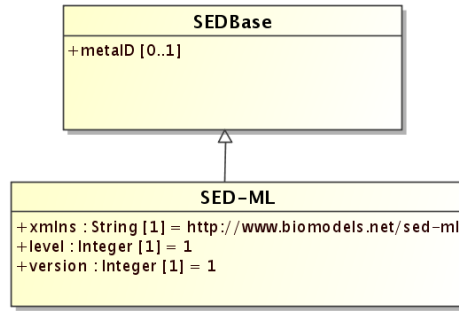 SEDBase
+metaID [0..1]
SED-ML
+xmlns : String [1] = http://www.biomodels.net/sed-ml
+level : Integer [1] = 1
+version : Integer [1] = 1